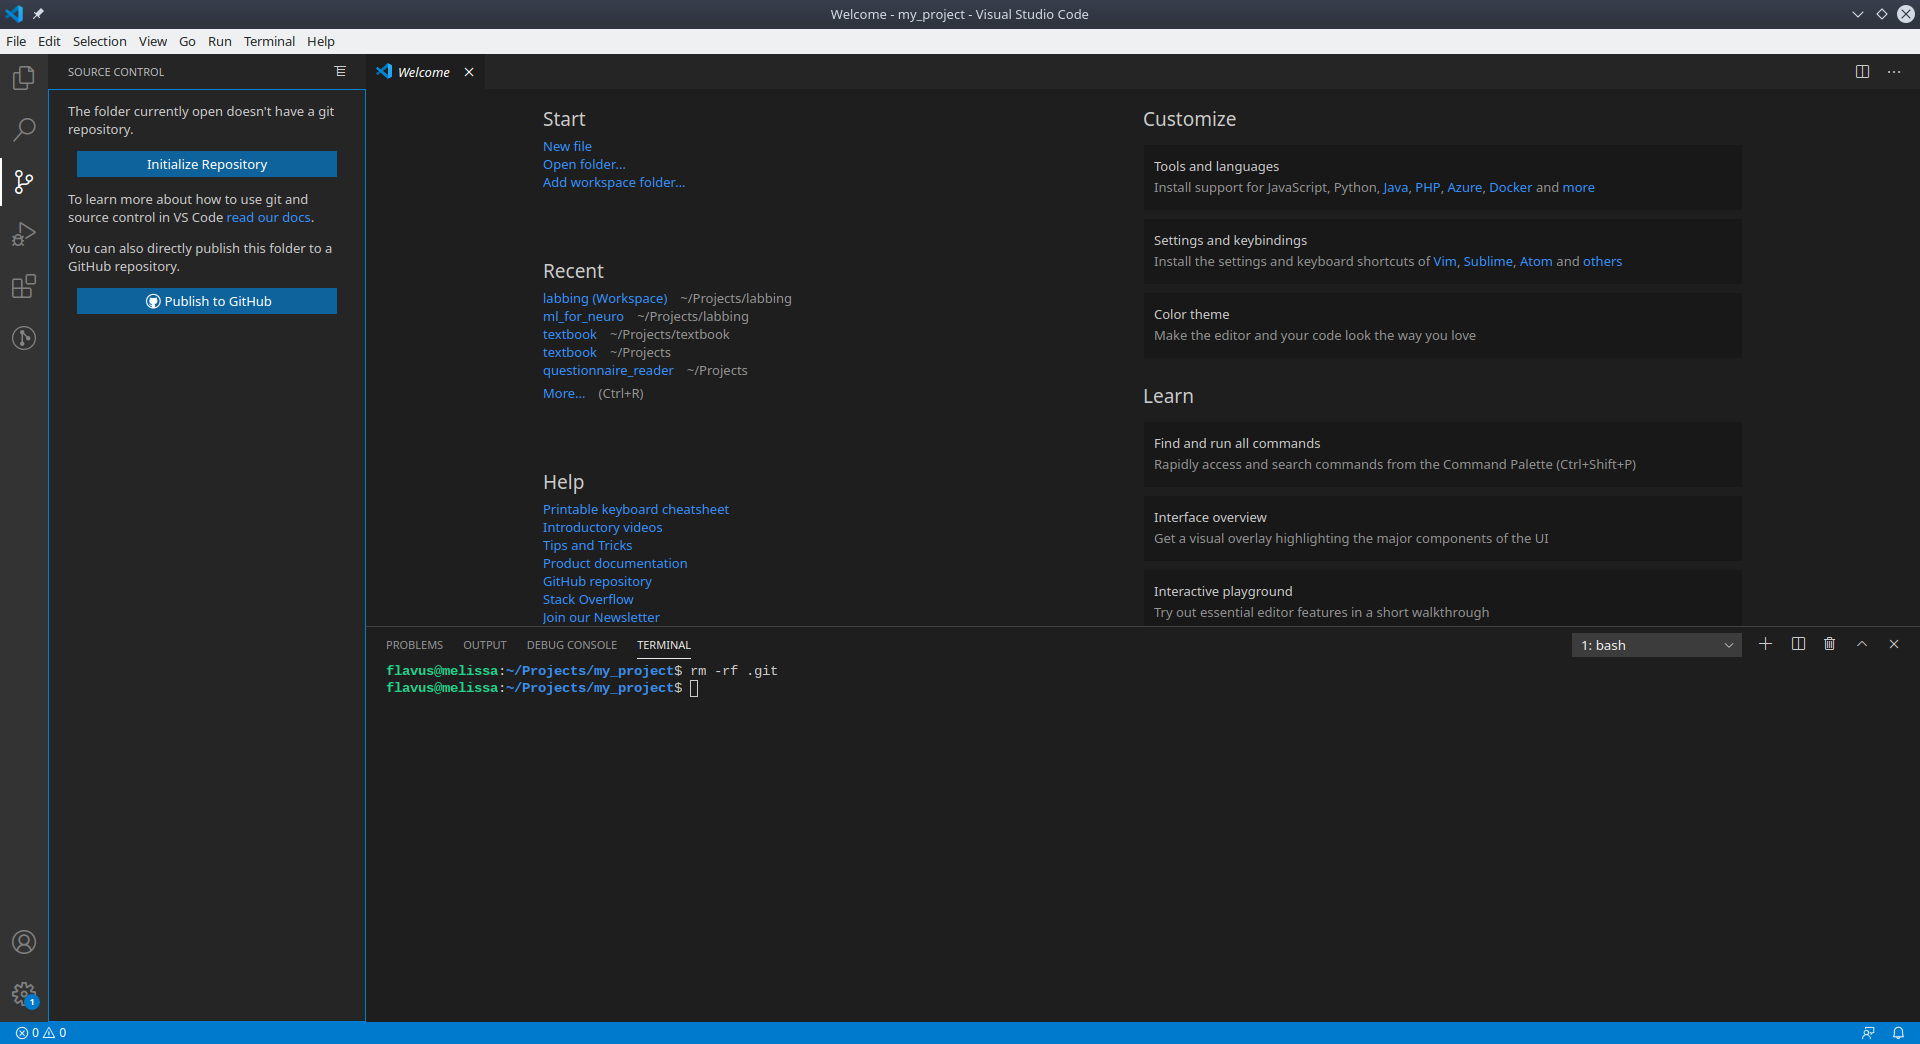 Welcome - my_project - Visual Studio Code
File Edit Selection View Go Run Terminal Help
SOURCE CONTROL
The folder currently open doesn't have a git
repository.
Initialize Repository
To learn more about how to use git and
source control in VS Code read our docs.
You can also directly publish this folder to a
GitHub repository.
Publish to GitHub
Welcome
Start
New file
Open folder...
Add workspace folder...
Recent
labbing (Workspace) ~/Projects/labbing
ml_for_neuro ~/Projects/labbing
textbook ~/Projects/textbook
textbook ~/Projects
questionnaire_reader ~/Projects
More... (Ctrl+R)
Help
Printable keyboard cheatsheet
Introductory videos
Tips and Tricks
Product documentation
GitHub repository
Stack Overflow
Join our Newsletter
Customize
Tools and languages
Install support for JavaScript, Python, Java, PHP, Azure, Docker and more
Settings and keybindings
Install the settings and keyboard shortcuts of Vim, Sublime, Atom and others
Color theme
Make the editor and your code look the way you love
Learn
Find and run all commands
Rapidly access and search commands from the Command Palette (Ctrl+Shift+P)
Interface overview
Get a visual overlay highlighting the major components of the UI
Interactive playground
Try out essential editor features in a short walkthrough
PROBLEMS OUTPUT DEBUG CONSOLE TERMINAL
1: bash
flavus@melissa:~/Projects/my_project$ rm -rf .git
flavus@melissa:~/Projects/my_project$
1
0 0